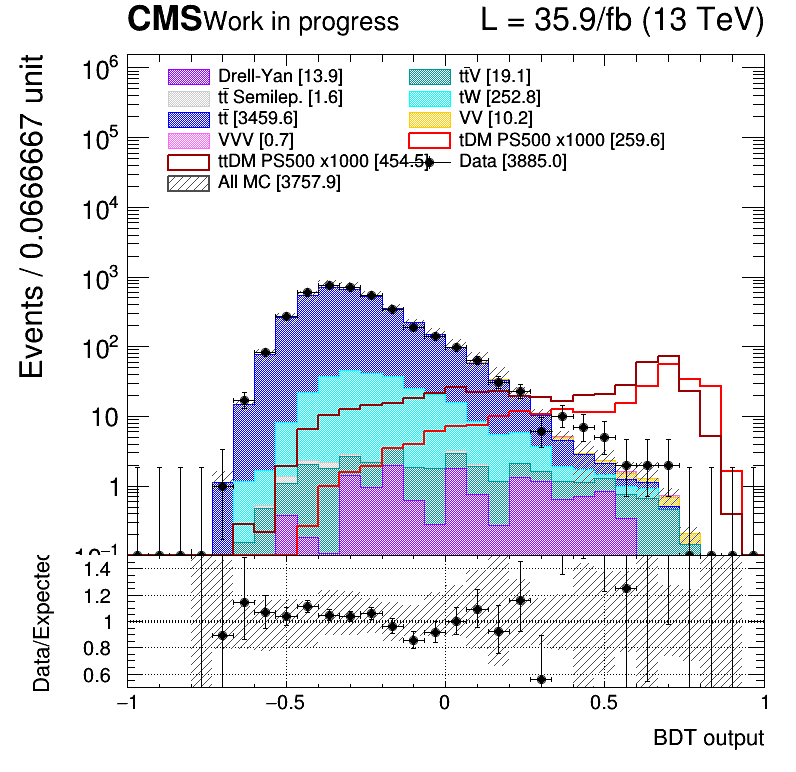 CMS Work in progress L = 35.9/fb (13 TeV)
Events / 0.0666667 unit
10⁶
10⁵
10⁴
10³
10²
10
1
10⁻¹
Drell-Yan [13.9] tt̄V [19.1]
tt̄ Semilep. [1.6] tW [252.8]
tt̄ [3459.6] VV [10.2]
VVV [0.7] tDM PS500 x1000 [259.6]
ttDM PS500 x1000 [454.5] Data [3885.0]
All MC [3757.9]
Data/Expected
1.4
1.2
1
0.8
0.6
−1 −0.5 0 0.5 1
BDT output